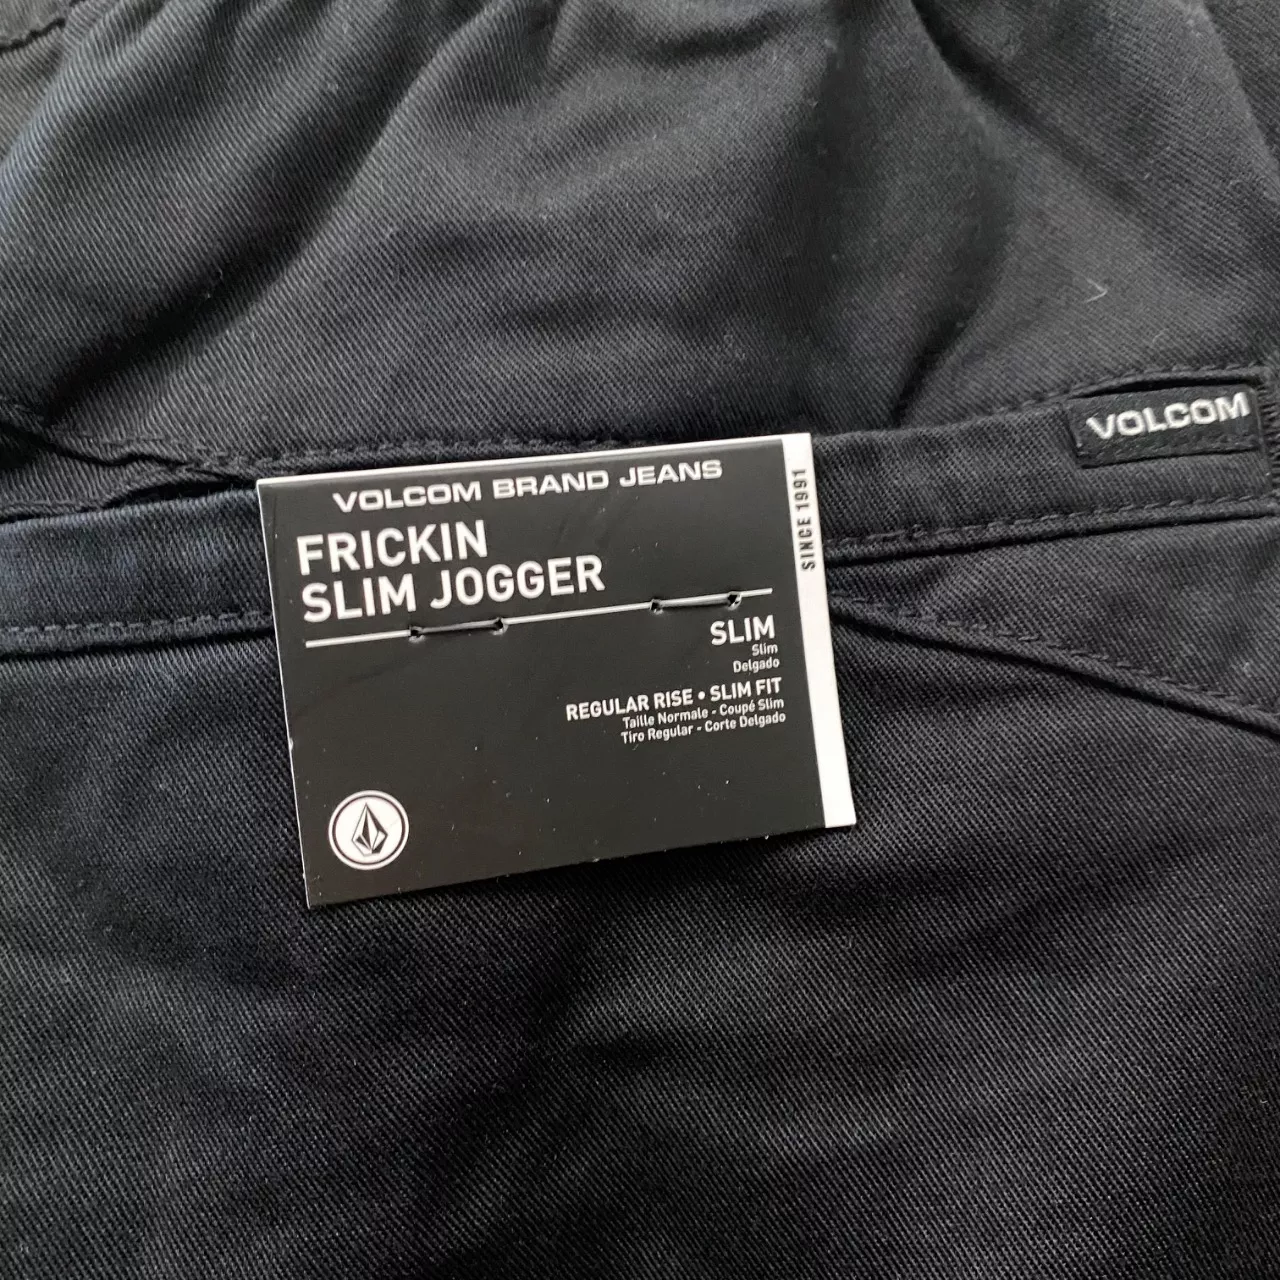 VOLCOM
VOLCOM BRAND JEANS
SINCE 1991
FRICKIN
SLIM JOGGER
SLIM
Slim
Delgado
REGULAR RISE • SLIM FIT
Taille Normale - Coupé Slim
Tiro Regular - Corte Delgado